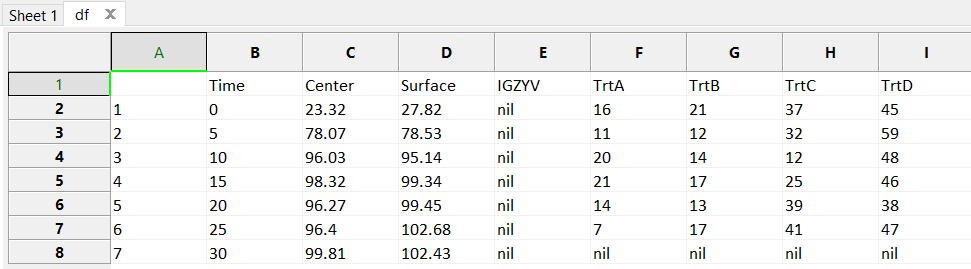 Sheet 1 df X
A B C D E F G H I
1 Time Center Surface IGZYV TrtA TrtB TrtC TrtD
2 1 0 23.32 27.82 nil 16 21 37 45
3 2 5 78.07 78.53 nil 11 12 32 59
4 3 10 96.03 95.14 nil 20 14 12 48
5 4 15 98.32 99.34 nil 21 17 25 46
6 5 20 96.27 99.45 nil 14 13 39 38
7 6 25 96.4 102.68 nil 7 17 41 47
8 7 30 99.81 102.43 nil nil nil nil nil